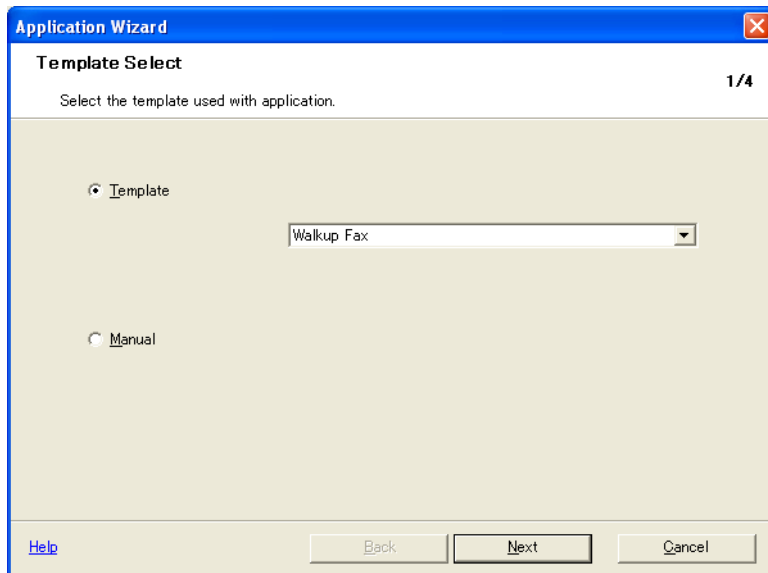 Application Wizard
Template Select
1/4
Select the template used with application.
Template
Walkup Fax
Manual
Help
Back
Next
Cancel